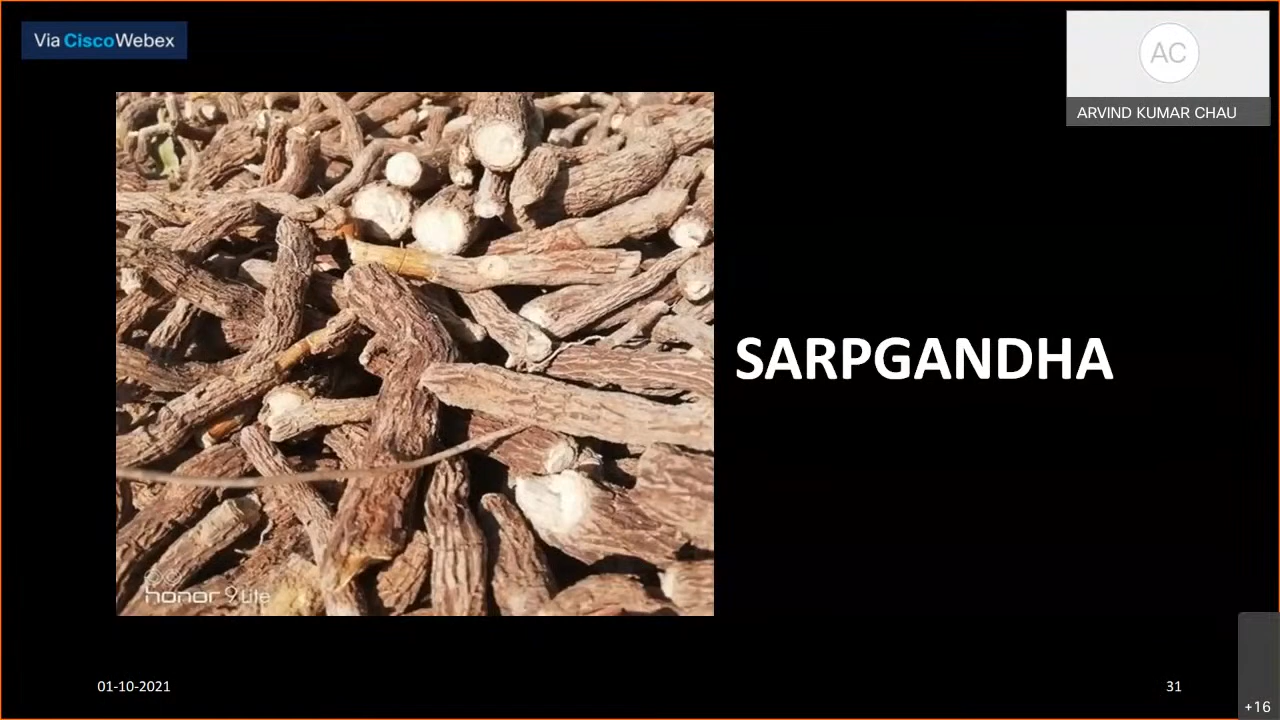 Via CiscoWebex
AC
ARVIND KUMAR CHAU
SARPGANDHA
honor 9 Lite
01-10-2021
31
+16